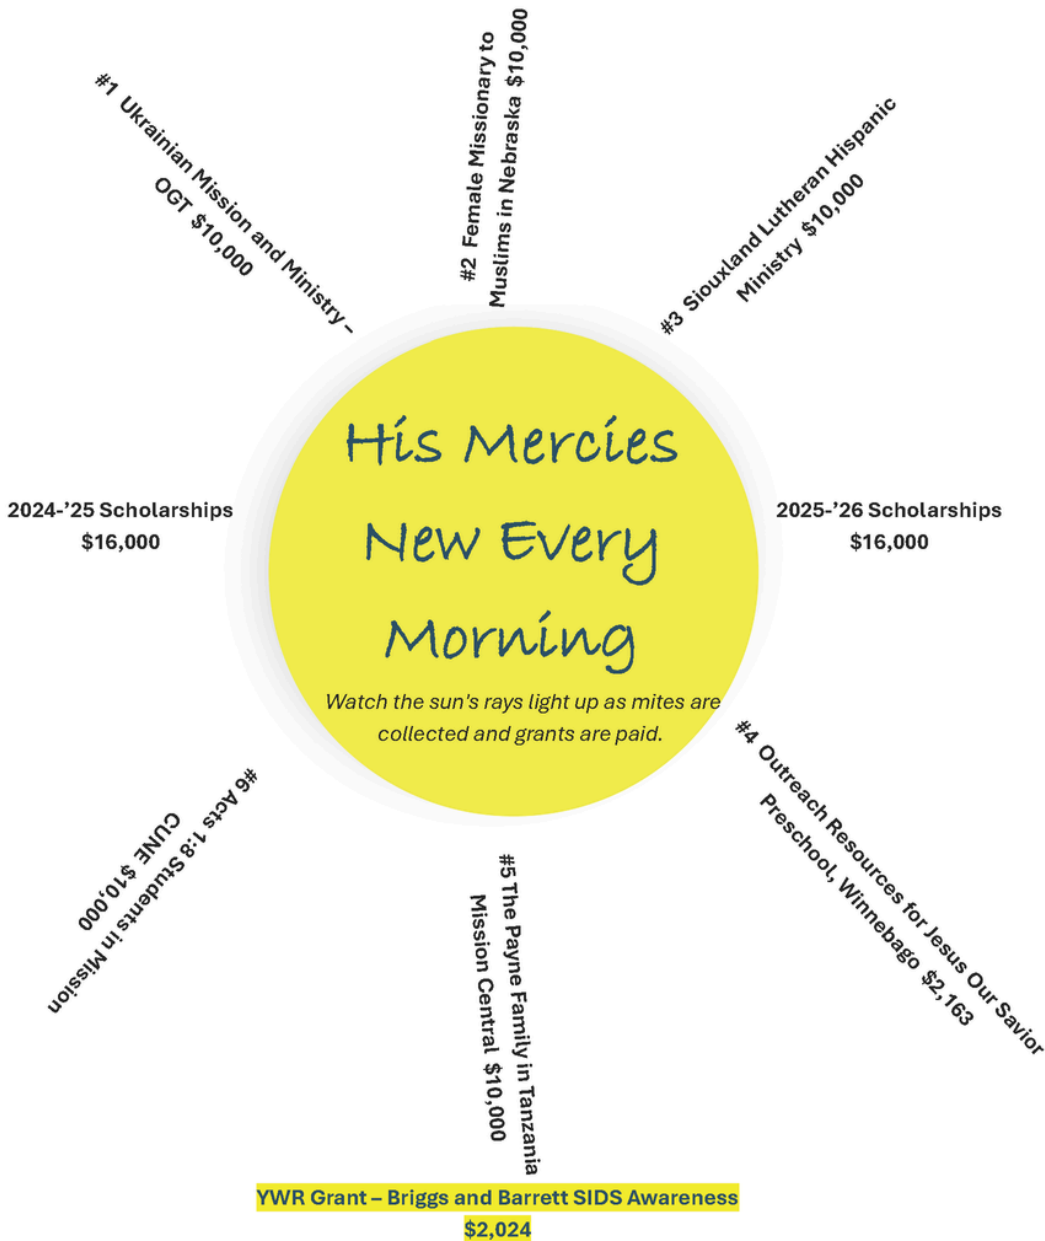 #1 Ukrainian Mission and Ministry –
OGT $10,000
#2 Female Missionary to
Muslims in Nebraska $10,000
#3 Siouxland Lutheran Hispanic
Ministry $10,000
His Mercies
New Every
Morning
Watch the sun's rays light up as mites are
collected and grants are paid.
2024-’25 Scholarships
$16,000
2025-’26 Scholarships
$16,000
#4 Outreach Resources for Jesus Our Savior
Preschool, Winnebago $2,163
#5 The Payne Family in Tanzania
Mission Central $10,000
#6 Acts 1:8 Students in Mission
CUNE $10,000
YWR Grant – Briggs and Barrett SIDS Awareness
$2,024